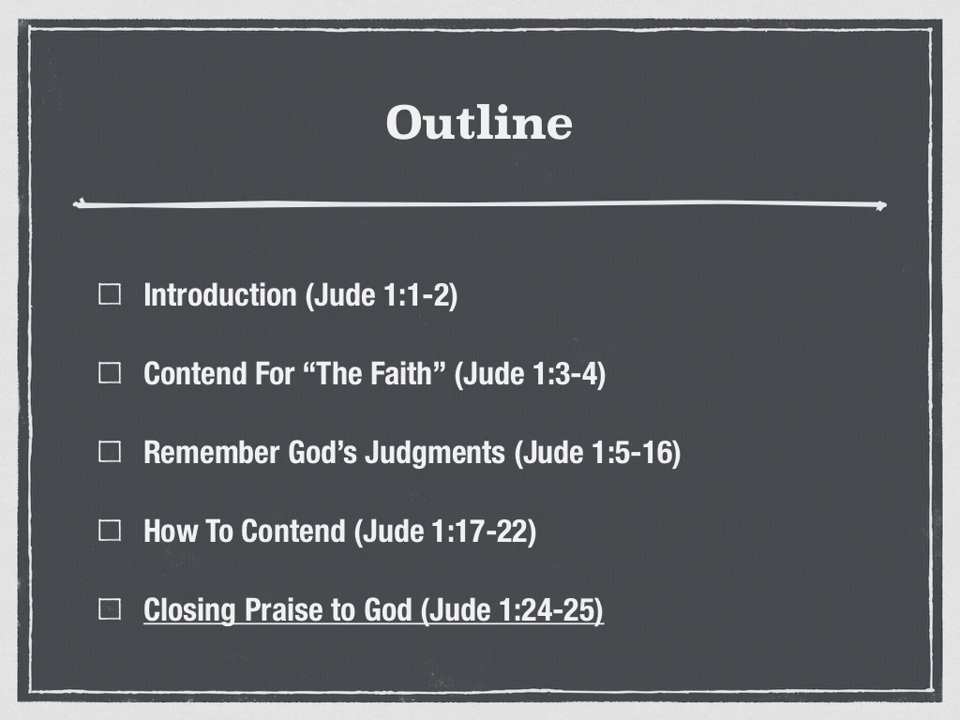 Outline
Introduction (Jude 1:1-2)
Contend For “The Faith” (Jude 1:3-4)
Remember God’s Judgments (Jude 1:5-16)
How To Contend (Jude 1:17-22)
Closing Praise to God (Jude 1:24-25)